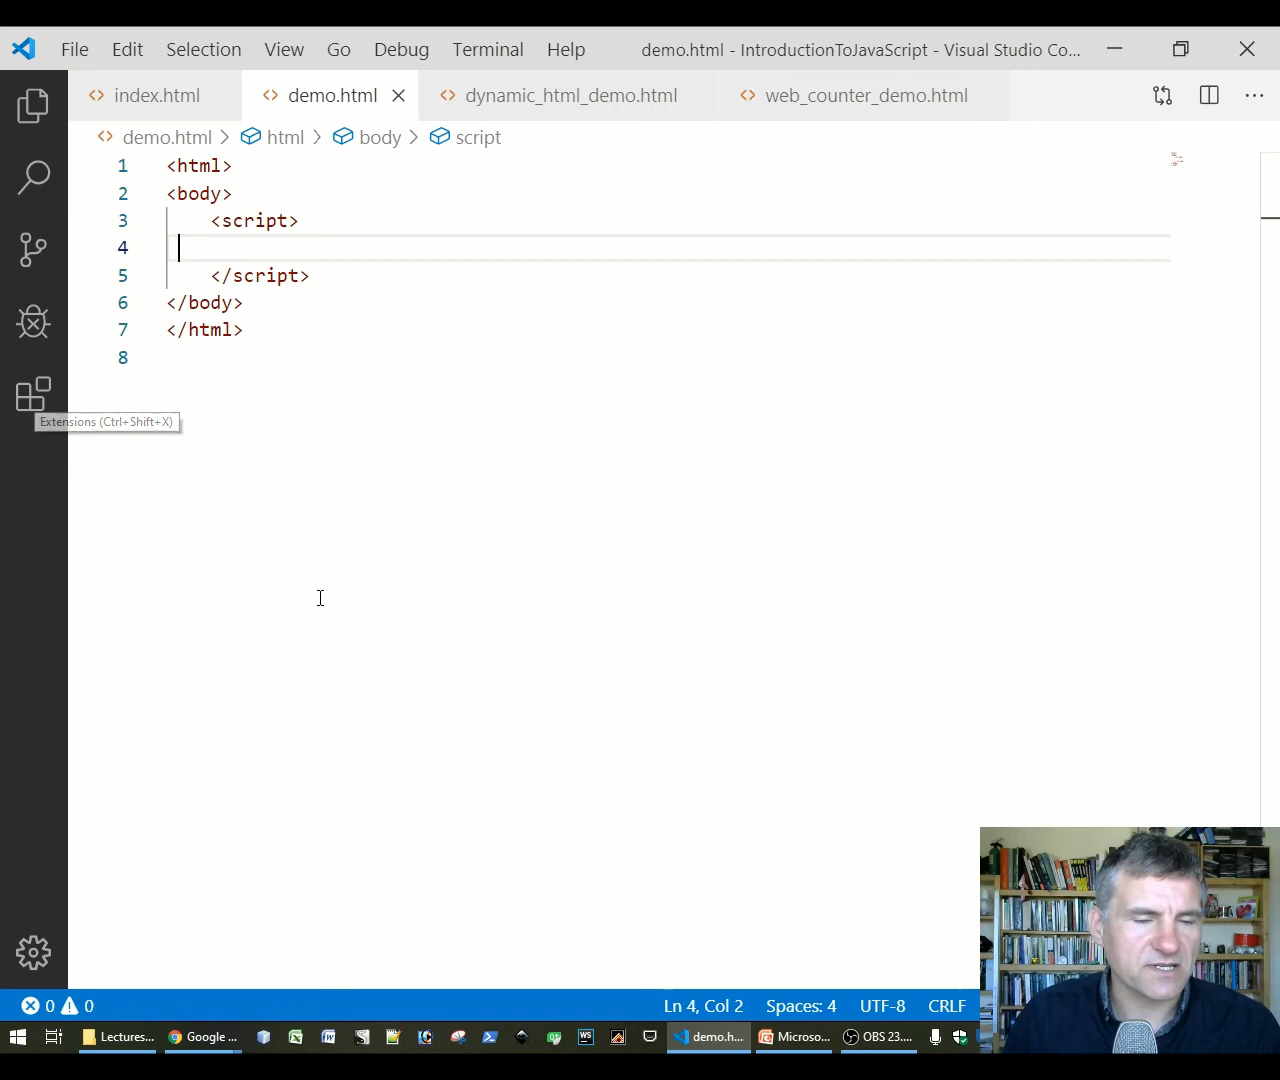 File Edit Selection View Go Debug Terminal Help demo.html - IntroductionToJavaScript - Visual Studio Co...
index.html demo.html dynamic_html_demo.html web_counter_demo.html
demo.html > html > body > script
1 <html>
2 <body>
3 <script>
4
5 </script>
6 </body>
7 </html>
8
Extensions (Ctrl+Shift+X)
0 0 Ln 4, Col 2 Spaces: 4 UTF-8 CRLF
Lectures... Google ... WS demo.h... Microso... OBS 23....